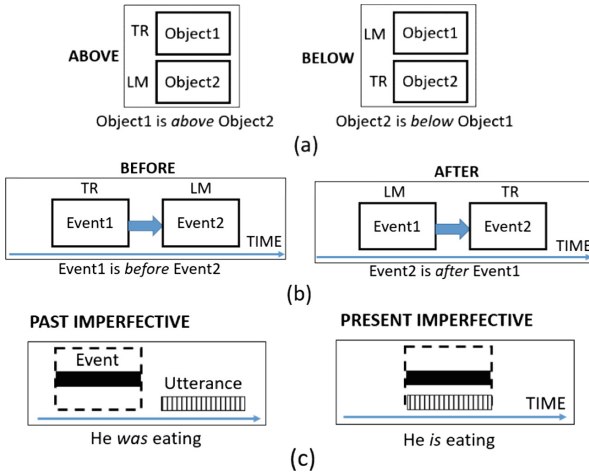 TR Object1
ABOVE
LM Object2
Object1 is above Object2
LM Object1
BELOW
TR Object2
Object2 is below Object1
(a)
BEFORE
TR LM
Event1 Event2
TIME
Event1 is before Event2
AFTER
LM TR
Event1 Event2
TIME
Event2 is after Event1
(b)
PAST IMPERFECTIVE
Event
Utterance
He was eating
PRESENT IMPERFECTIVE
TIME
He is eating
(c)